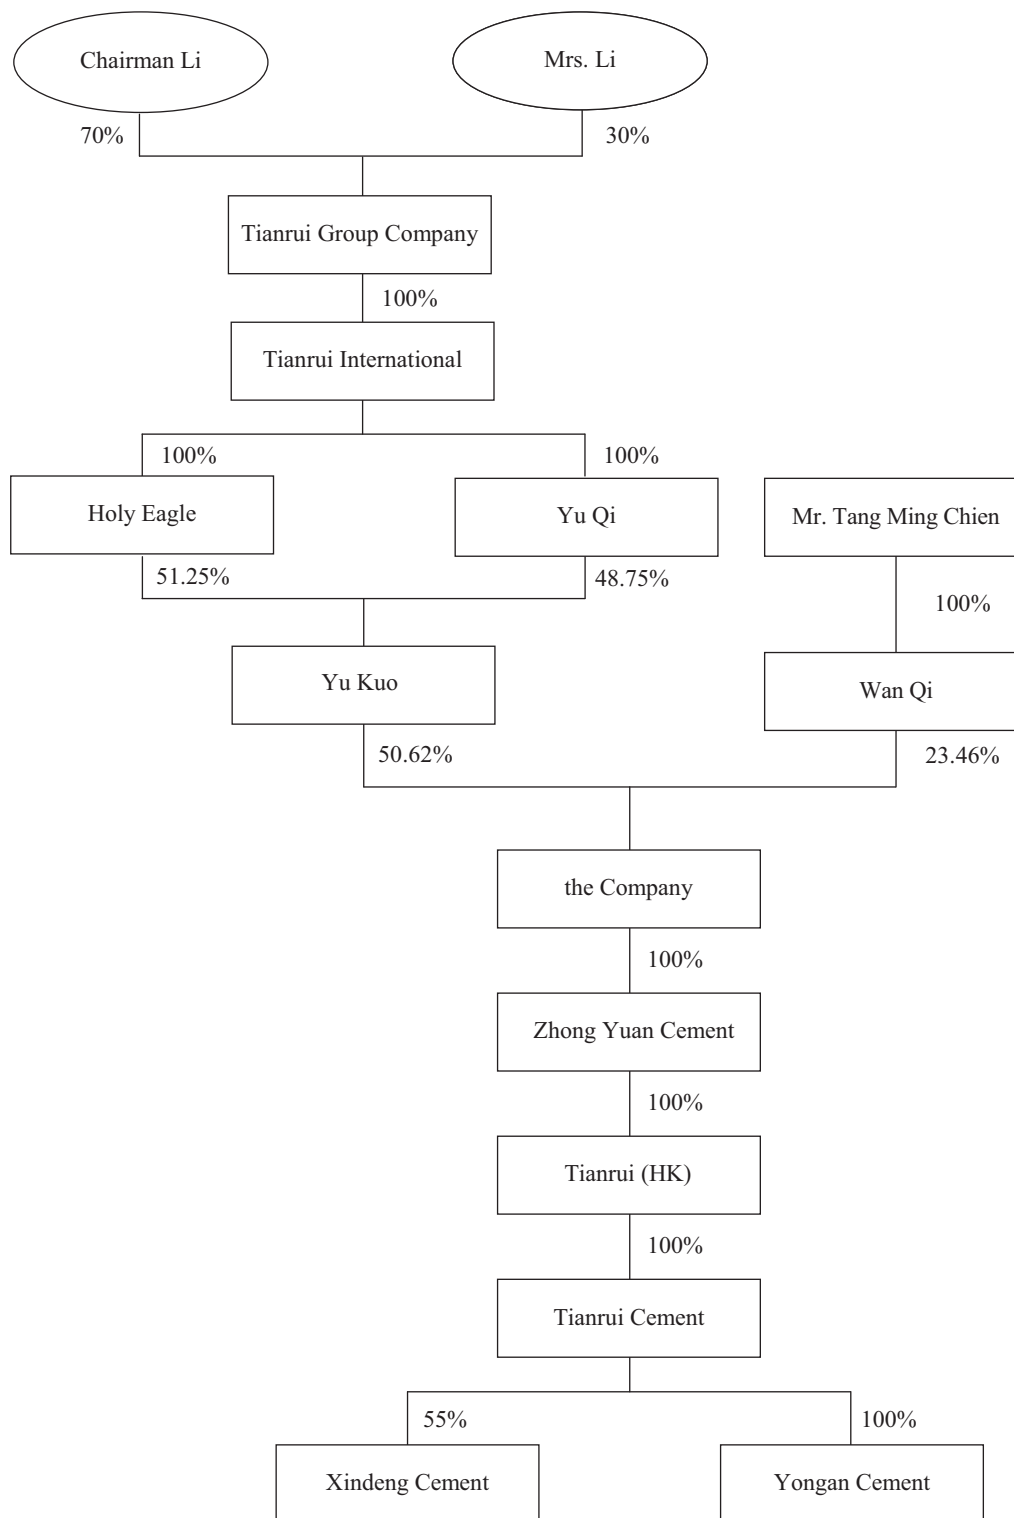 Chairman Li
Mrs. Li
70%
30%
Tianrui Group Company
100%
Tianrui International
100%
100%
Holy Eagle
Yu Qi
Mr. Tang Ming Chien
51.25%
48.75%
100%
Yu Kuo
Wan Qi
50.62%
23.46%
the Company
100%
Zhong Yuan Cement
100%
Tianrui (HK)
100%
Tianrui Cement
55%
100%
Xindeng Cement
Yongan Cement